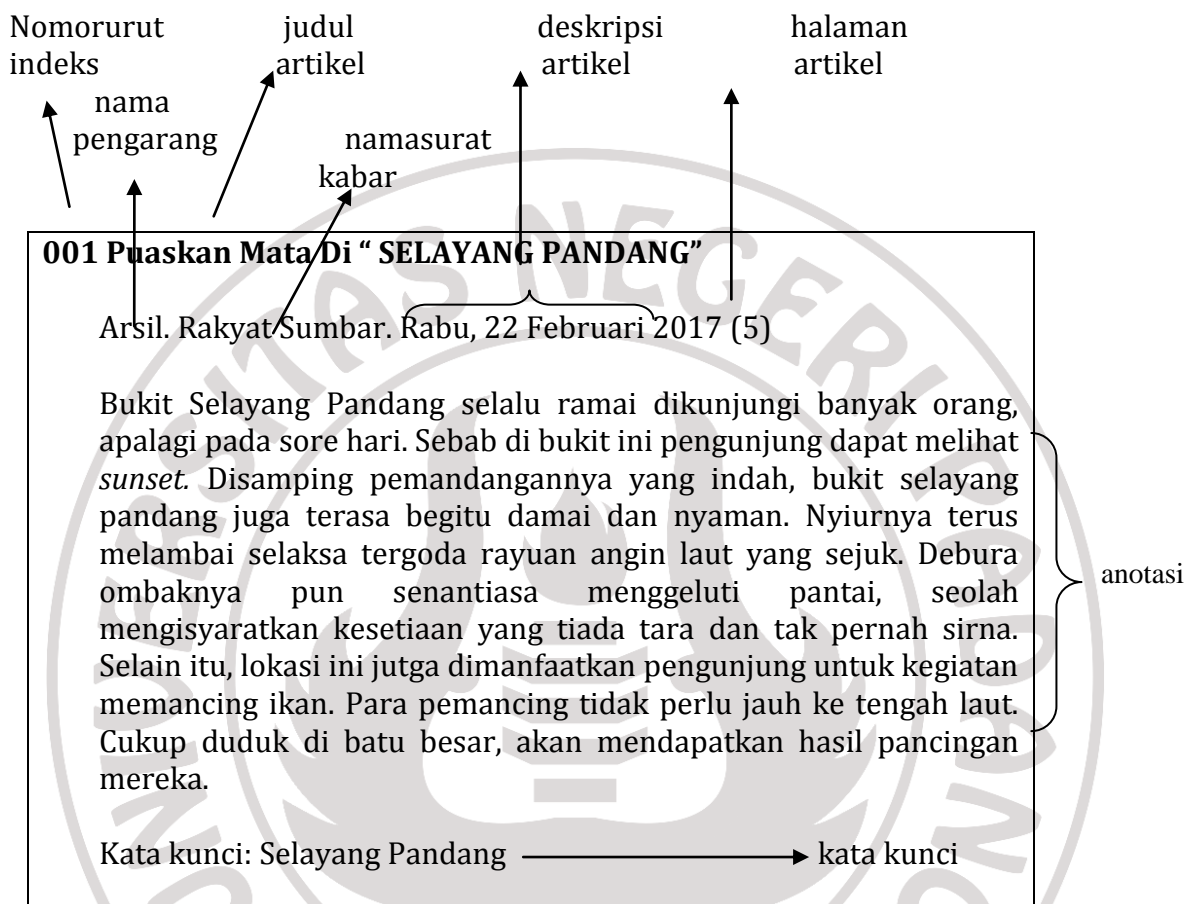 Nomorurut judul deskripsi halaman
indeks artikel artikel artikel
nama
pengarang namasurat
kabar
001 Puaskan Mata Di “ SELAYANG PANDANG”
Arsil. Rakyat Sumbar. Rabu, 22 Februari 2017 (5)
Bukit Selayang Pandang selalu ramai dikunjungi banyak orang,
apalagi pada sore hari. Sebab di bukit ini pengunjung dapat melihat
sunset. Disamping pemandangannya yang indah, bukit selayang
pandang juga terasa begitu damai dan nyaman. Nyiurnya terus
melambai selaksa tergoda rayuan angin laut yang sejuk. Debura
ombaknya pun senantiasa menggeluti pantai, seolah
mengisyaratkan kesetiaan yang tiada tara dan tak pernah sirna.
Selain itu, lokasi ini jutga dimanfaatkan pengunjung untuk kegiatan
memancing ikan. Para pemancing tidak perlu jauh ke tengah laut.
Cukup duduk di batu besar, akan mendapatkan hasil pancingan
mereka.
anotasi
Kata kunci: Selayang Pandang kata kunci
UNIVERSITAS NEGERI PADANG